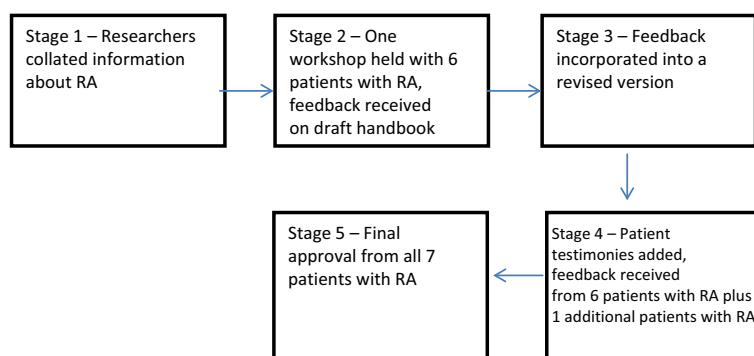 Stage 1 – Researchers
collated information
about RA
Stage 2 – One
workshop held with 6
patients with RA,
feedback received
on draft handbook
Stage 3 – Feedback
incorporated into a
revised version
Stage 4 – Patient
testimonies added,
feedback received
from 6 patients with RA plus
1 additional patients with RA
Stage 5 – Final
approval from all 7
patients with RA